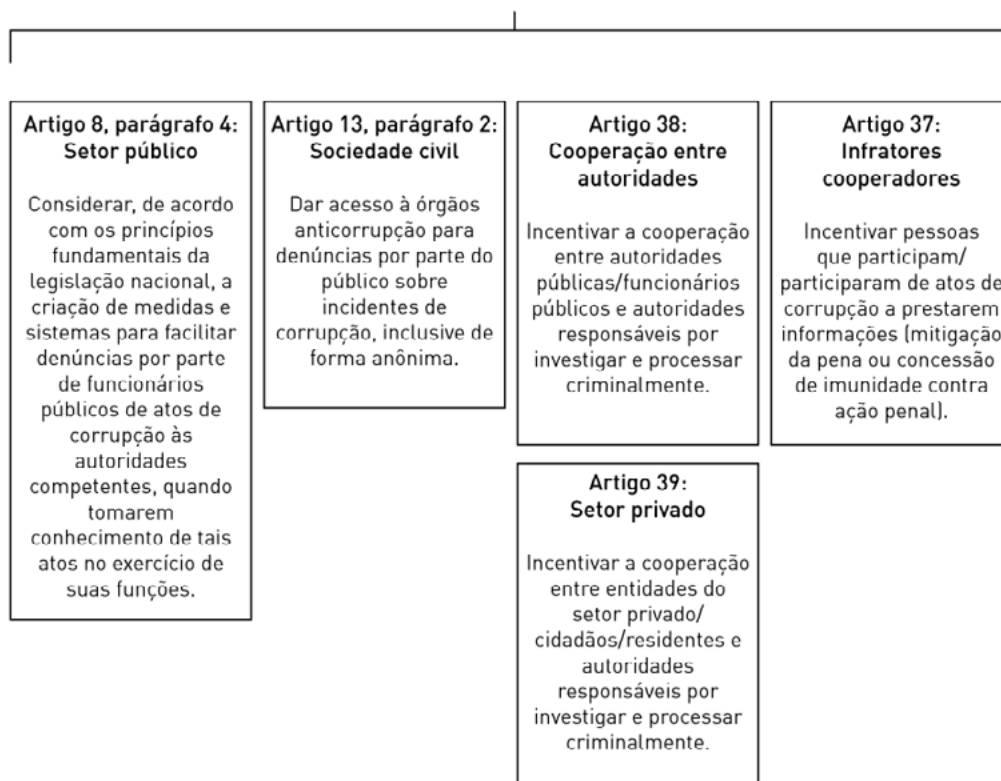 Artigo 8, parágrafo 4:
Setor público
Considerar, de acordo
com os princípios
fundamentais da
legislação nacional, a
criação de medidas e
sistemas para facilitar
denúncias por parte
de funcionários
públicos de atos de
corrupção às
autoridades
competentes, quando
tomarem
conhecimento de tais
atos no exercício de
suas funções.
Artigo 13, parágrafo 2:
Sociedade civil
Dar acesso à órgãos
anticorrupção para
denúncias por parte do
público sobre
incidentes de
corrupção, inclusive de
forma anônima.
Artigo 38:
Cooperação entre
autoridades
Incentivar a cooperação
entre autoridades
públicas/funcionários
públicos e autoridades
responsáveis por
investigar e processar
criminalmente.
Artigo 39:
Setor privado
Incentivar a cooperação
entre entidades do
setor privado/
cidadãos/residentes e
autoridades
responsáveis por
investigar e processar
criminalmente.
Artigo 37:
Infratores
cooperadores
Incentivar pessoas
que participam/
participaram de atos de
corrupção a prestarem
informações (mitigação
da pena ou concessão
de imunidade contra
ação penal).